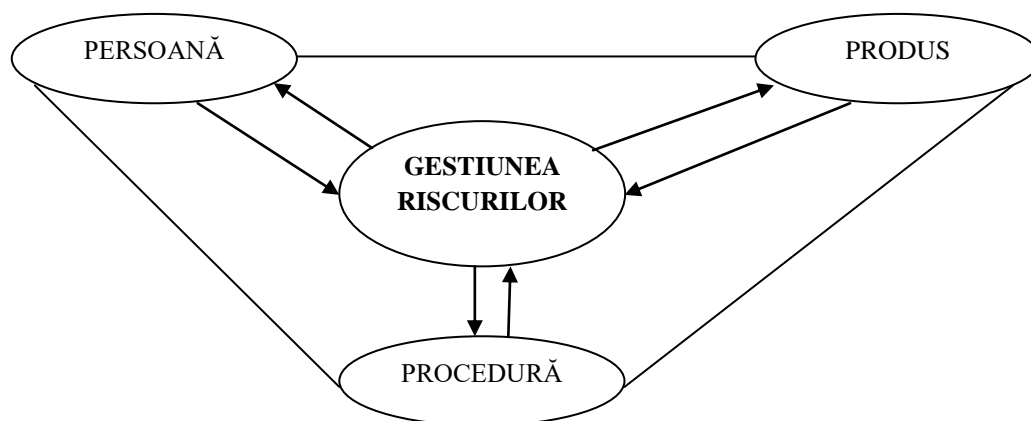 PERSOANĂ
PRODUS
GESTIUNEA
RISCURILOR
PROCEDURĂ